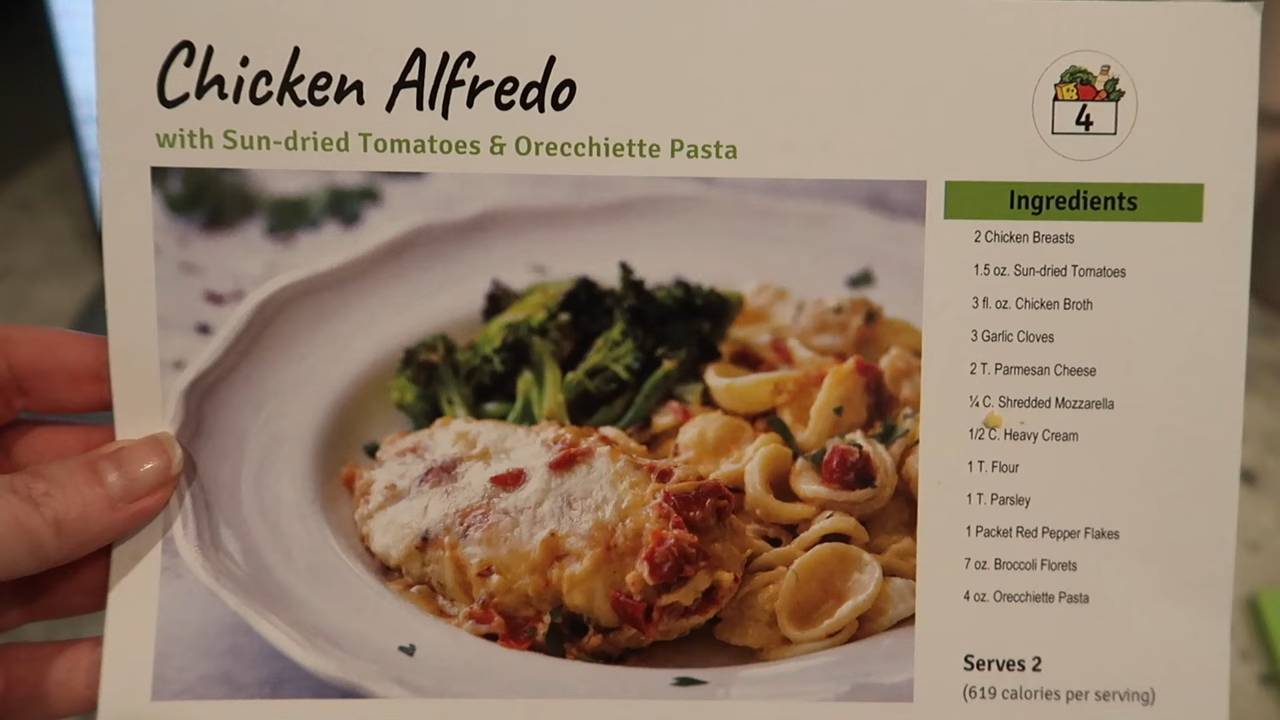 Chicken Alfredo
with Sun-dried Tomatoes & Orecchiette Pasta
4
Ingredients
2 Chicken Breasts
1.5 oz. Sun-dried Tomatoes
3 fl. oz. Chicken Broth
3 Garlic Cloves
2 T. Parmesan Cheese
¼ C. Shredded Mozzarella
1/2 C. Heavy Cream
1 T. Flour
1 T. Parsley
1 Packet Red Pepper Flakes
7 oz. Broccoli Florets
4 oz. Orecchiette Pasta
Serves 2
(619 calories per serving)